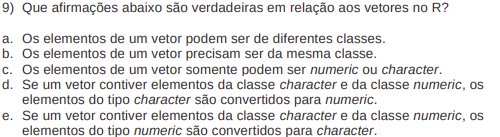 9) Que afirmações abaixo são verdadeiras em relação aos vetores no R?
a. Os elementos de um vetor podem ser de diferentes classes.
b. Os elementos de um vetor precisam ser da mesma classe.
c. Os elementos de um vetor somente podem ser numeric ou character.
d. Se um vetor contiver elementos da classe character e da classe numeric, os
elementos do tipo character são convertidos para numeric.
e. Se um vetor contiver elementos da classe character e da classe numeric, os
elementos do tipo numeric são convertidos para character.